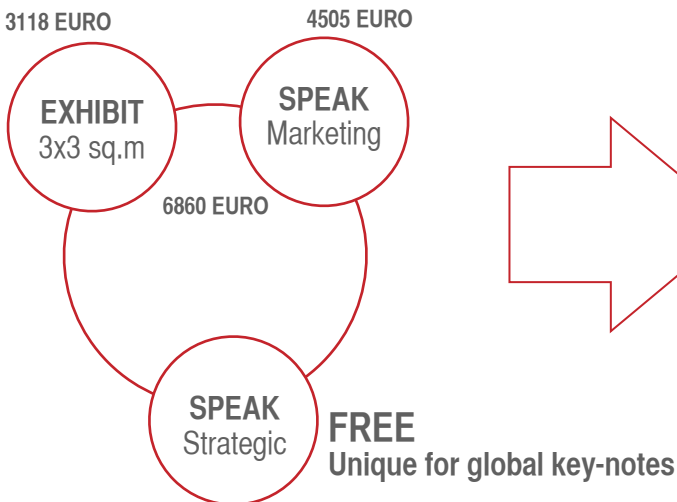 3118 EURO
4505 EURO
EXHIBIT
3x3 sq.m
SPEAK
Marketing
6860 EURO
SPEAK
Strategic
FREE
Unique for global key-notes